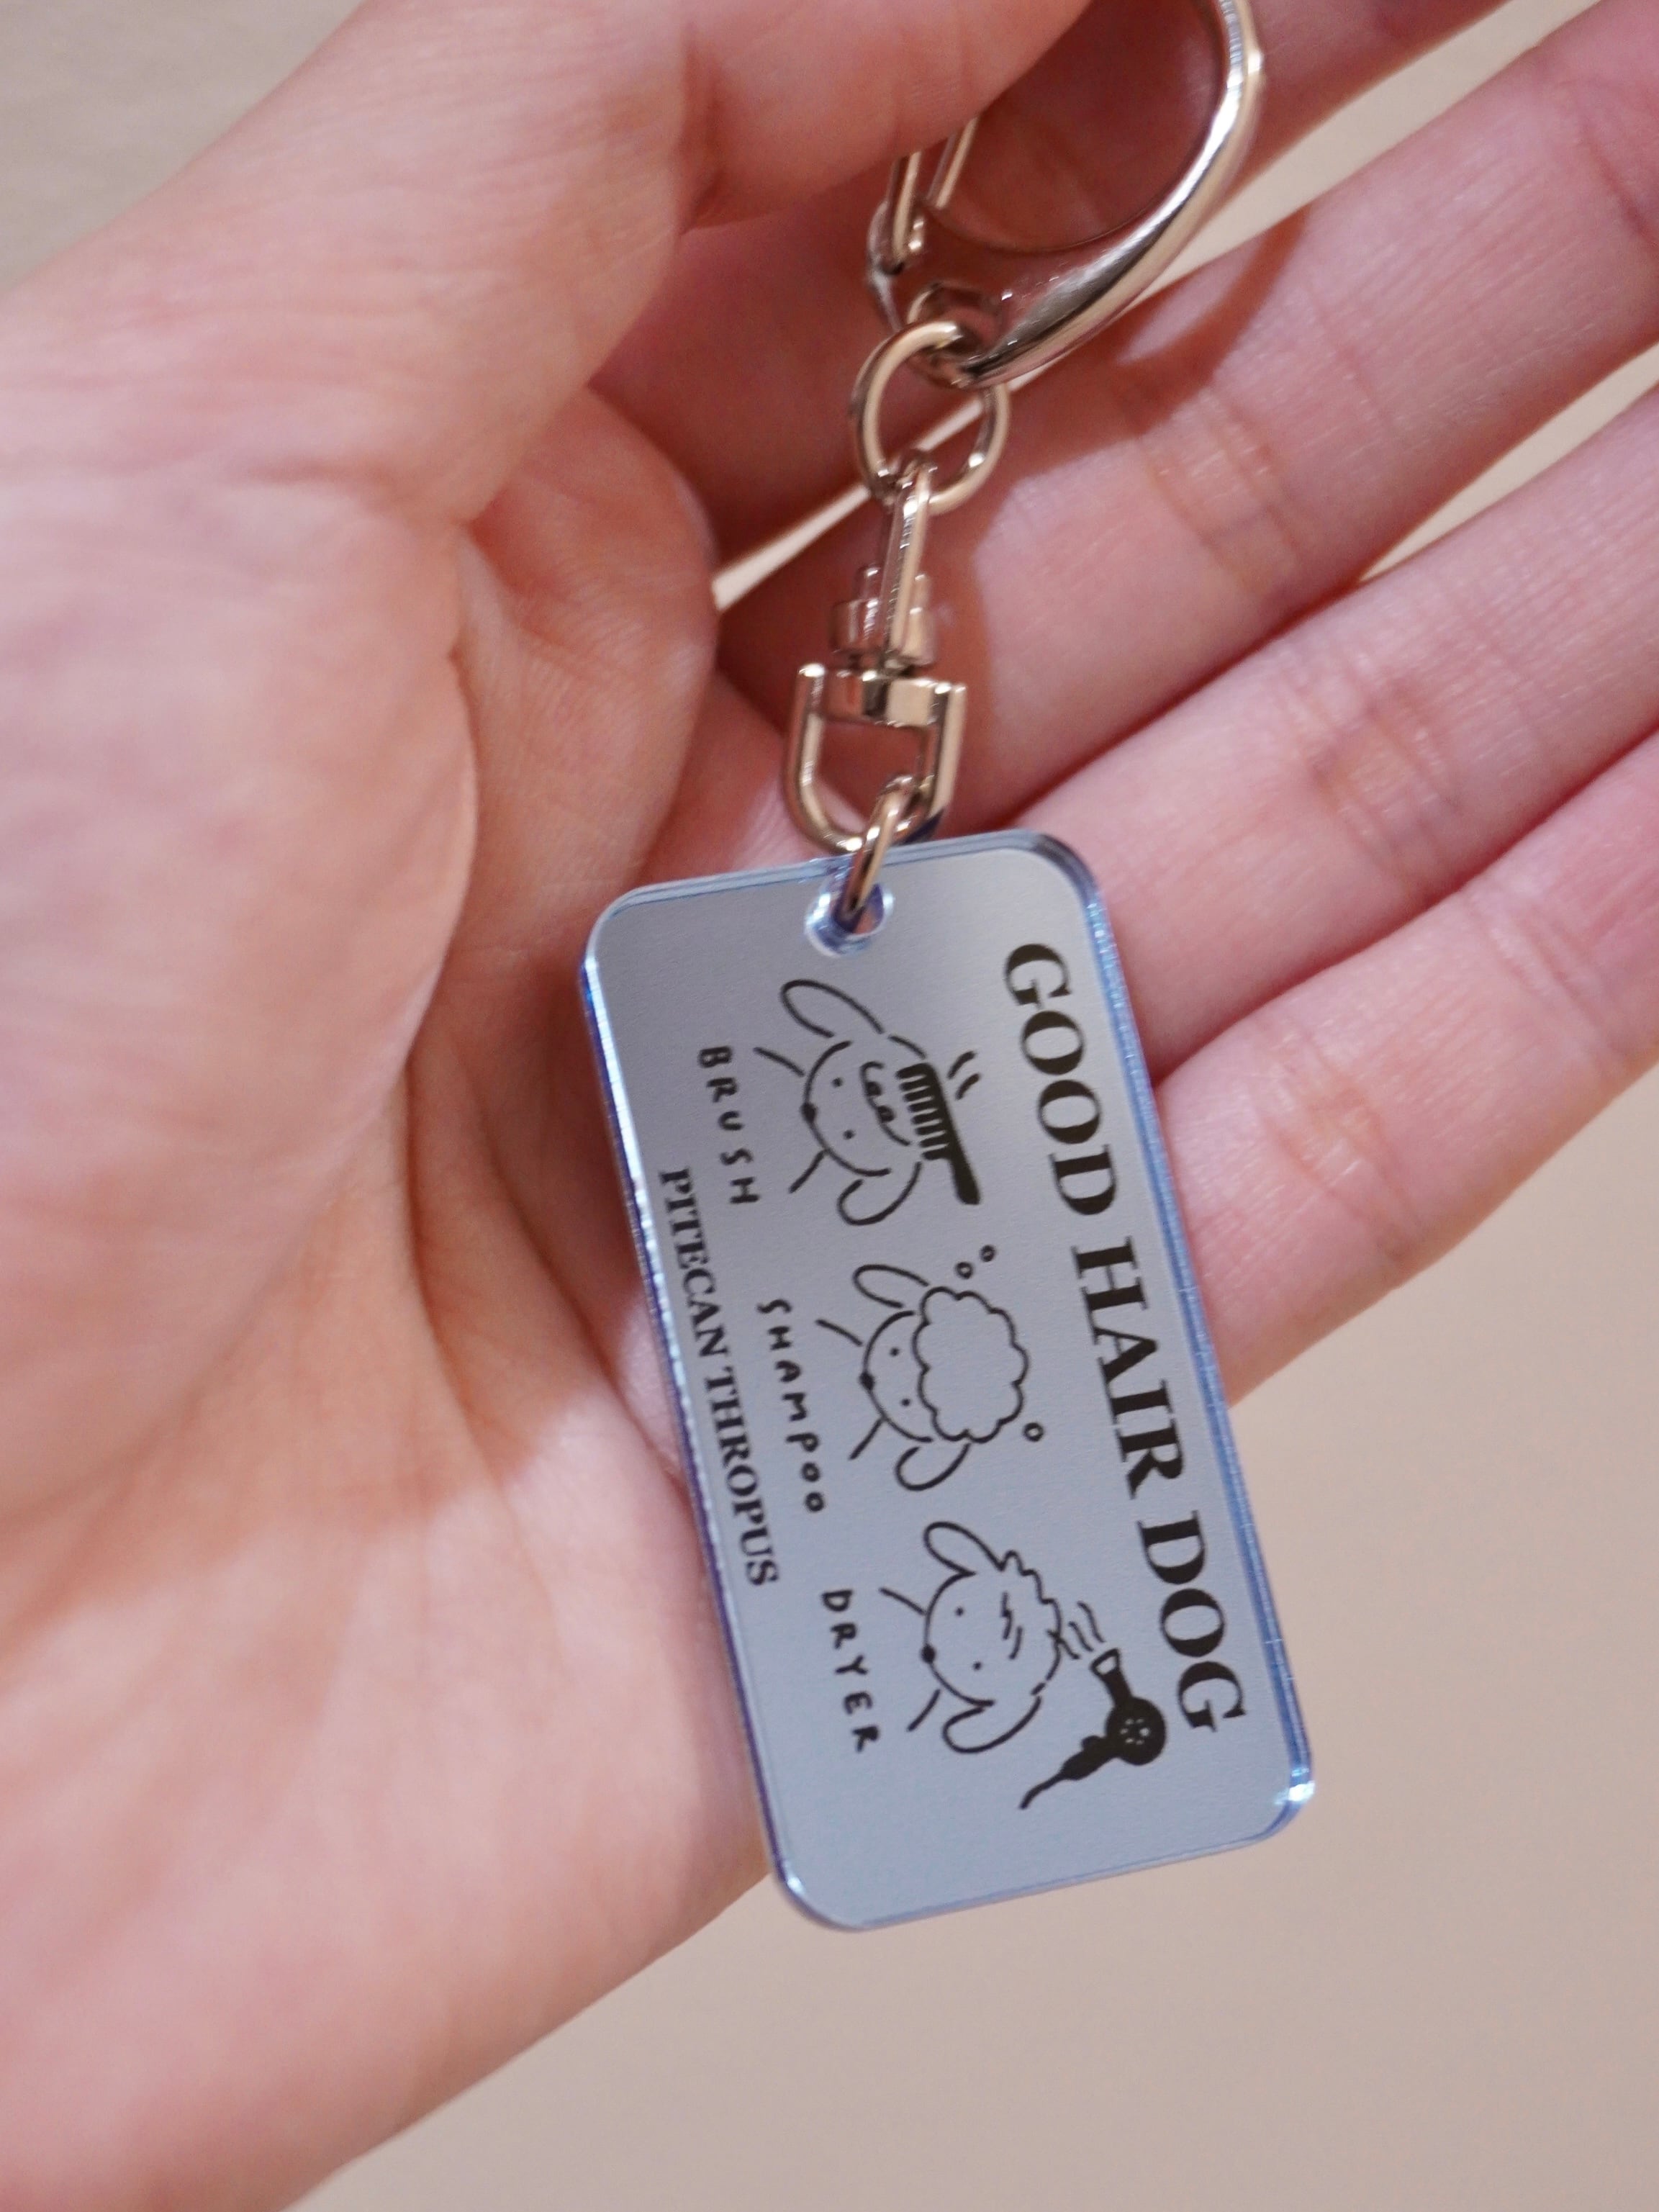 GOOD HAIR DOG
BRUSH
SHAMPOO
DRYER
PITECAN THROPUS